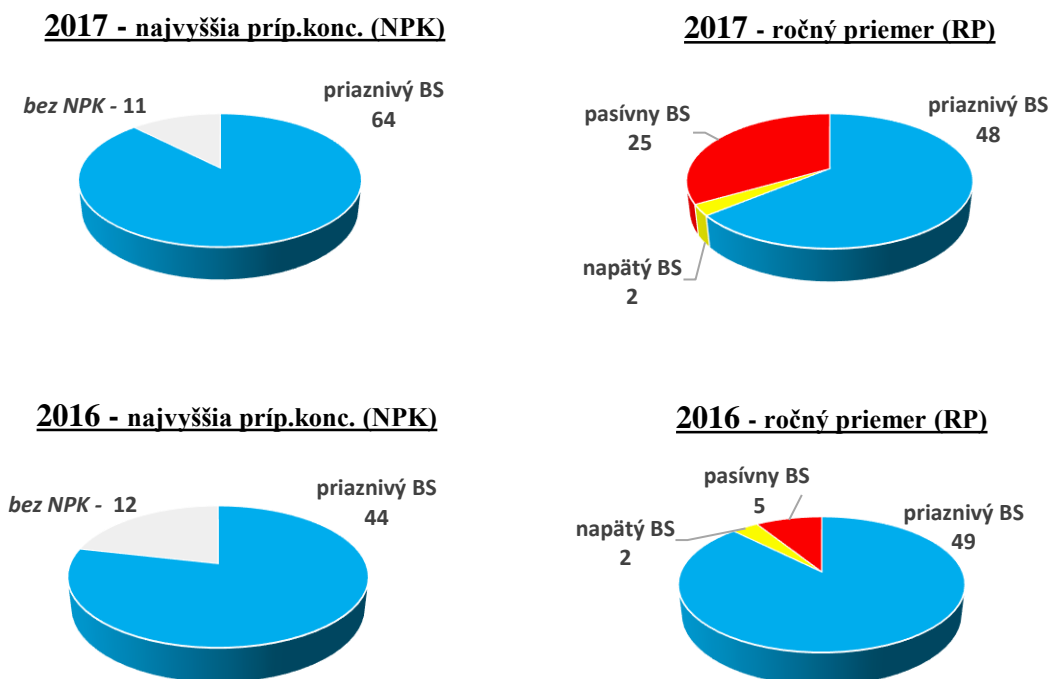 2017 - najvyššia príp.konc. (NPK)
bez NPK - 11
priaznivý BS
64
2017 - ročný priemer (RP)
pasívny BS
25
priaznivý BS
48
napätý BS
2
2016 - najvyššia príp.konc. (NPK)
bez NPK - 12
priaznivý BS
44
2016 - ročný priemer (RP)
pasívny BS
5
napätý BS
2
priaznivý BS
49